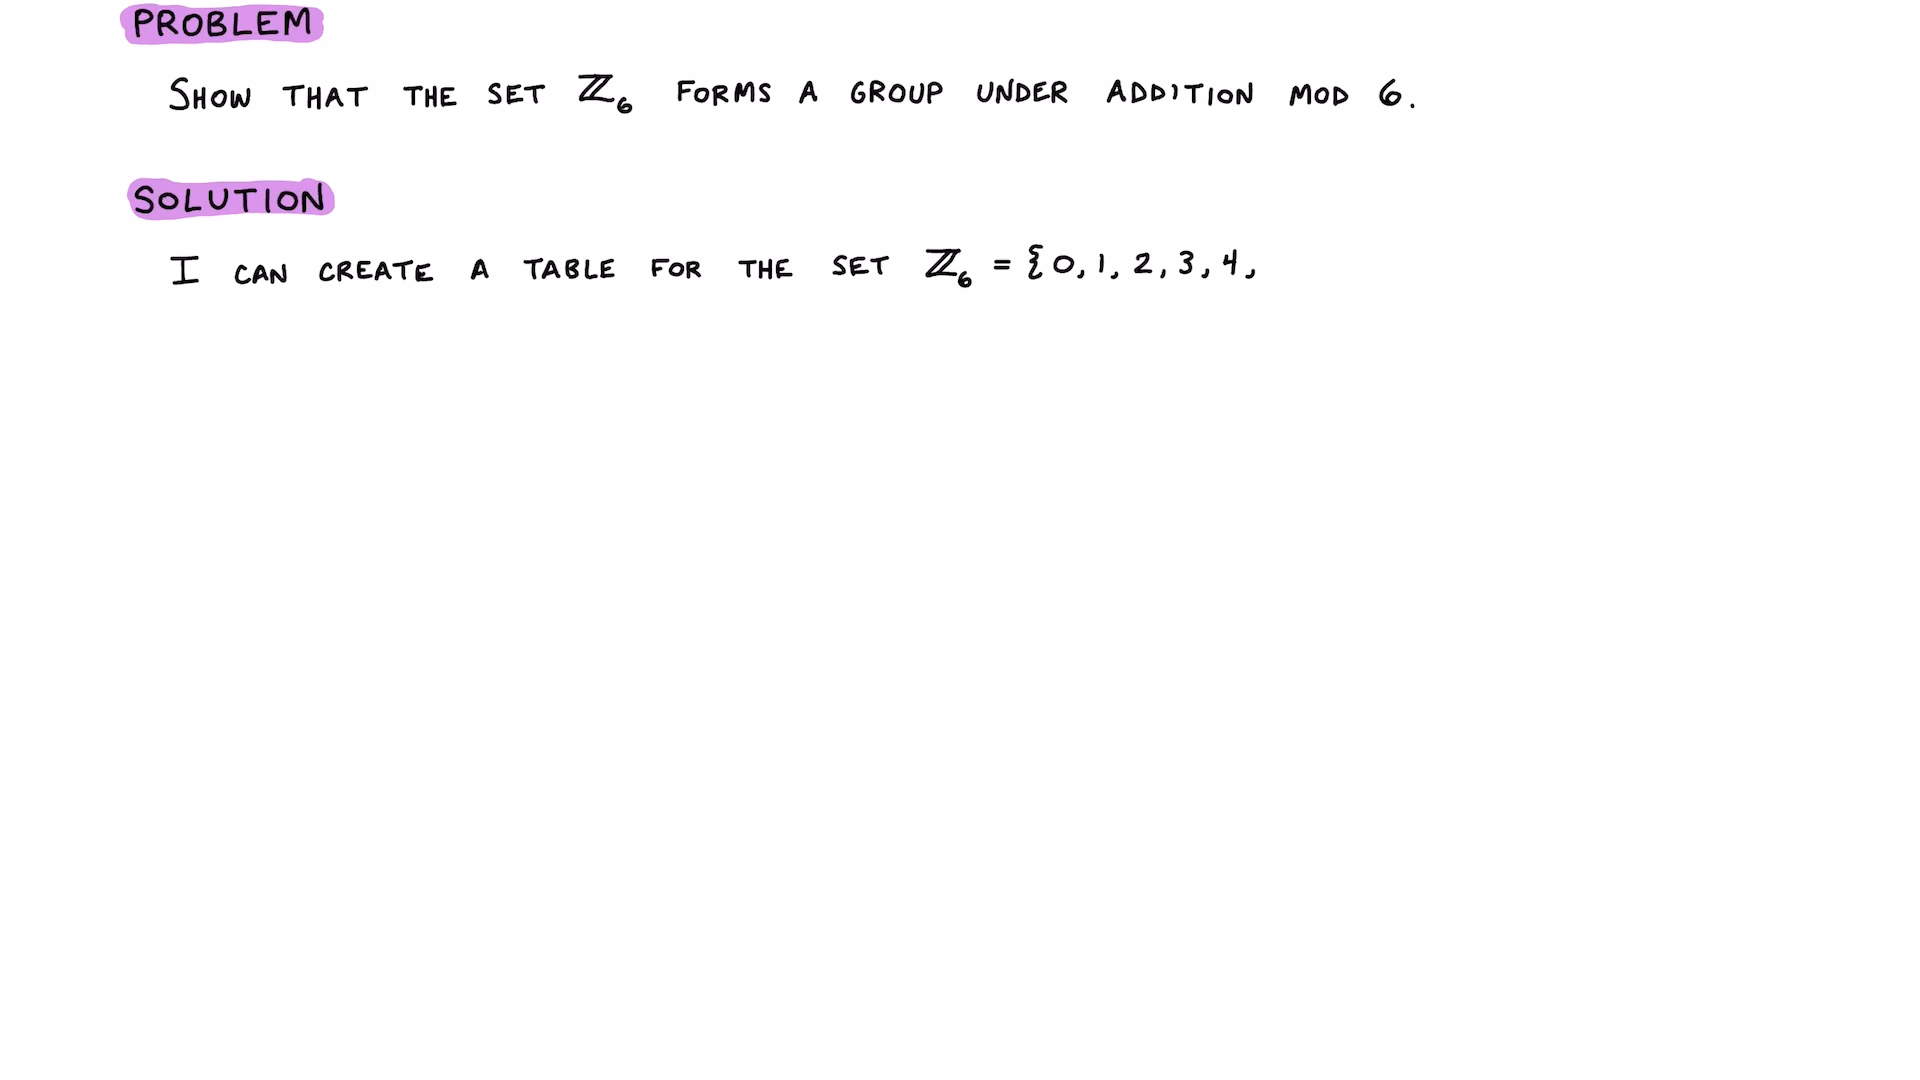 PROBLEM
SHOW THAT THE SET ℤ₆ FORMS A GROUP UNDER ADDITION MOD 6.
SOLUTION
I CAN CREATE A TABLE FOR THE SET ℤ₆ = {0, 1, 2, 3, 4,